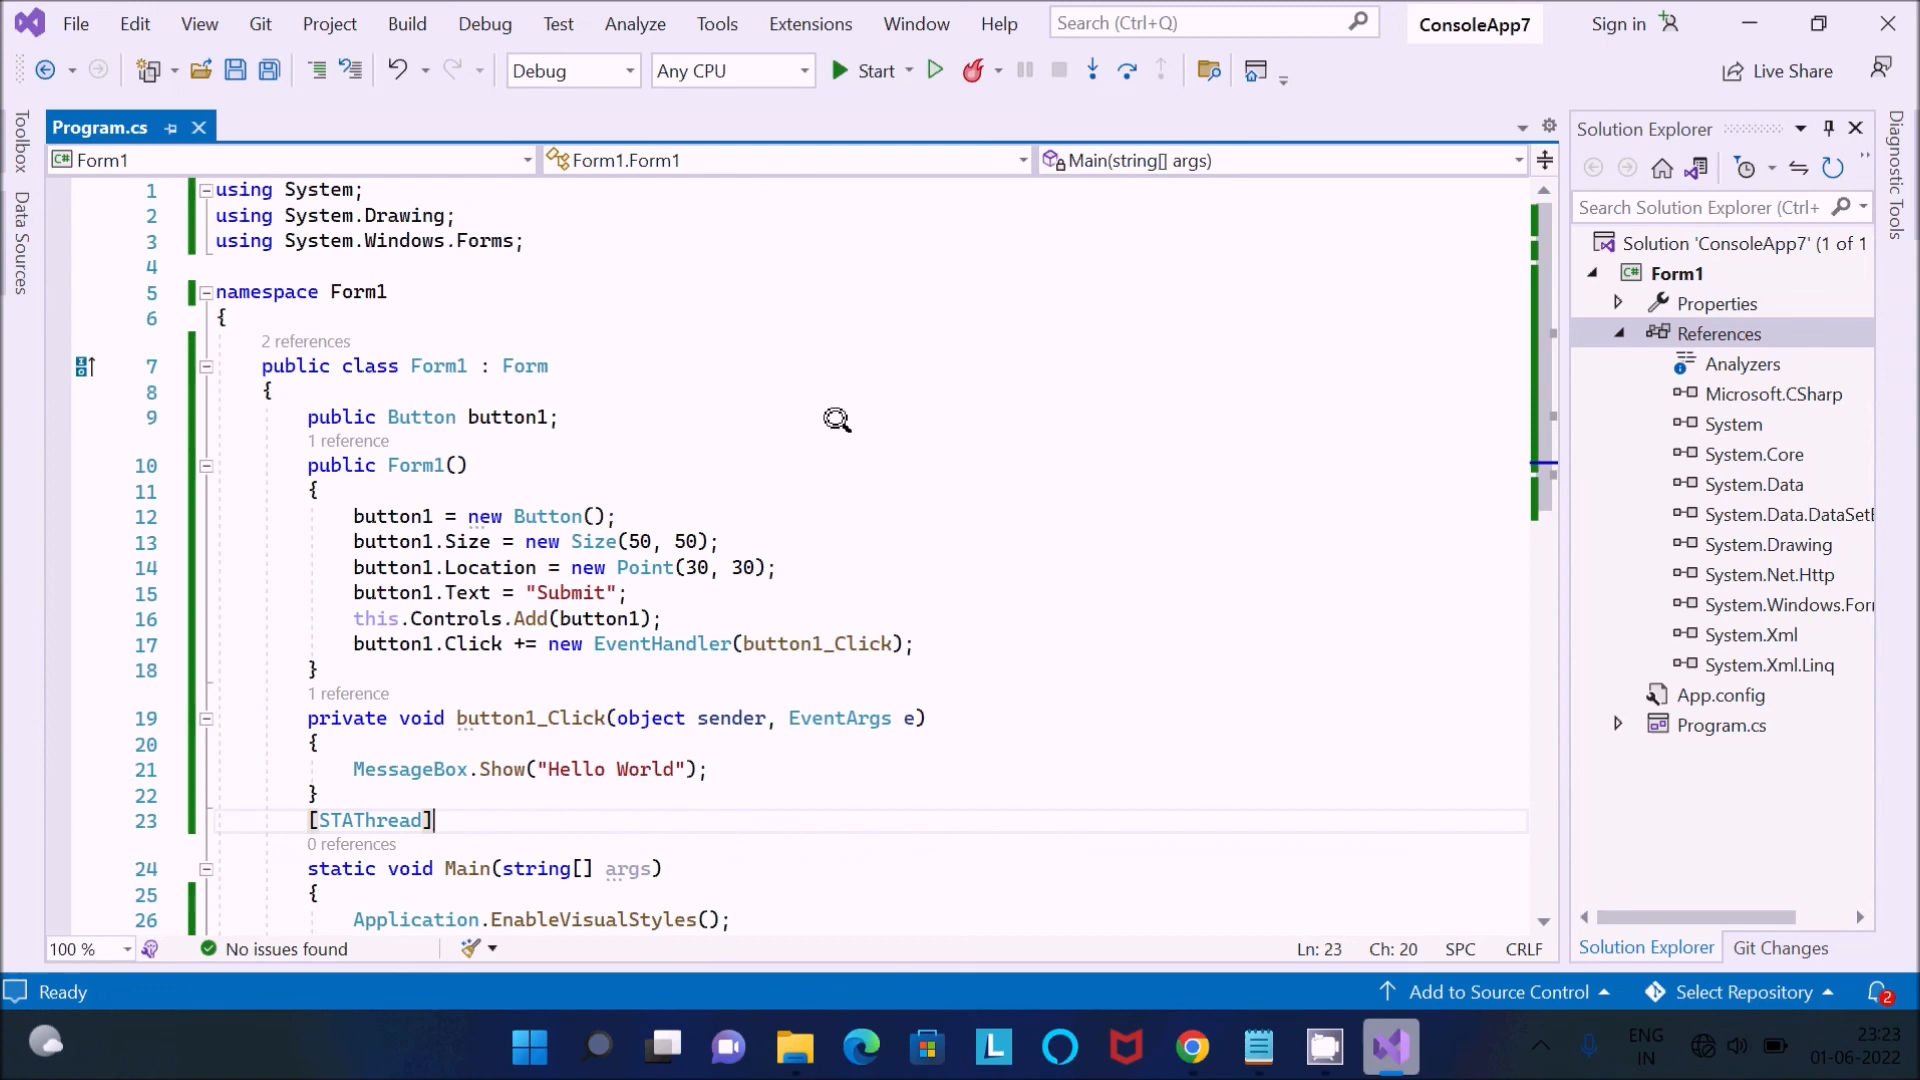 File Edit View Git Project Build Debug Test Analyze Tools Extensions Window Help Search (Ctrl+Q) ConsoleApp7 Sign in
Debug Any CPU Start Live Share
Toolbox
Data Sources
Program.cs
Form1 Form1.Form1 Main(string[] args)
1 using System;
2 using System.Drawing;
3 using System.Windows.Forms;
4
5 namespace Form1
6 {
2 references
7 public class Form1 : Form
8 {
9 public Button button1;
1 reference
10 public Form1()
11 {
12 button1 = new Button();
13 button1.Size = new Size(50, 50);
14 button1.Location = new Point(30, 30);
15 button1.Text = "Submit";
16 this.Controls.Add(button1);
17 button1.Click += new EventHandler(button1_Click);
18 }
1 reference
19 private void button1_Click(object sender, EventArgs e)
20 {
21 MessageBox.Show("Hello World");
22 }
23 [STAThread]
0 references
24 static void Main(string[] args)
25 {
26 Application.EnableVisualStyles();
100 % No issues found Ln: 23 Ch: 20 SPC CRLF
Solution Explorer
Search Solution Explorer (Ctrl+
Solution 'ConsoleApp7' (1 of 1
C# Form1
Properties
References
Analyzers
Microsoft.CSharp
System
System.Core
System.Data
System.Data.DataSetE
System.Drawing
System.Net.Http
System.Windows.For
System.Xml
System.Xml.Linq
App.config
Program.cs
Solution Explorer Git Changes
Diagnostic Tools
Ready Add to Source Control Select Repository 2
L
ENG
IN
23:23
01-06-2022